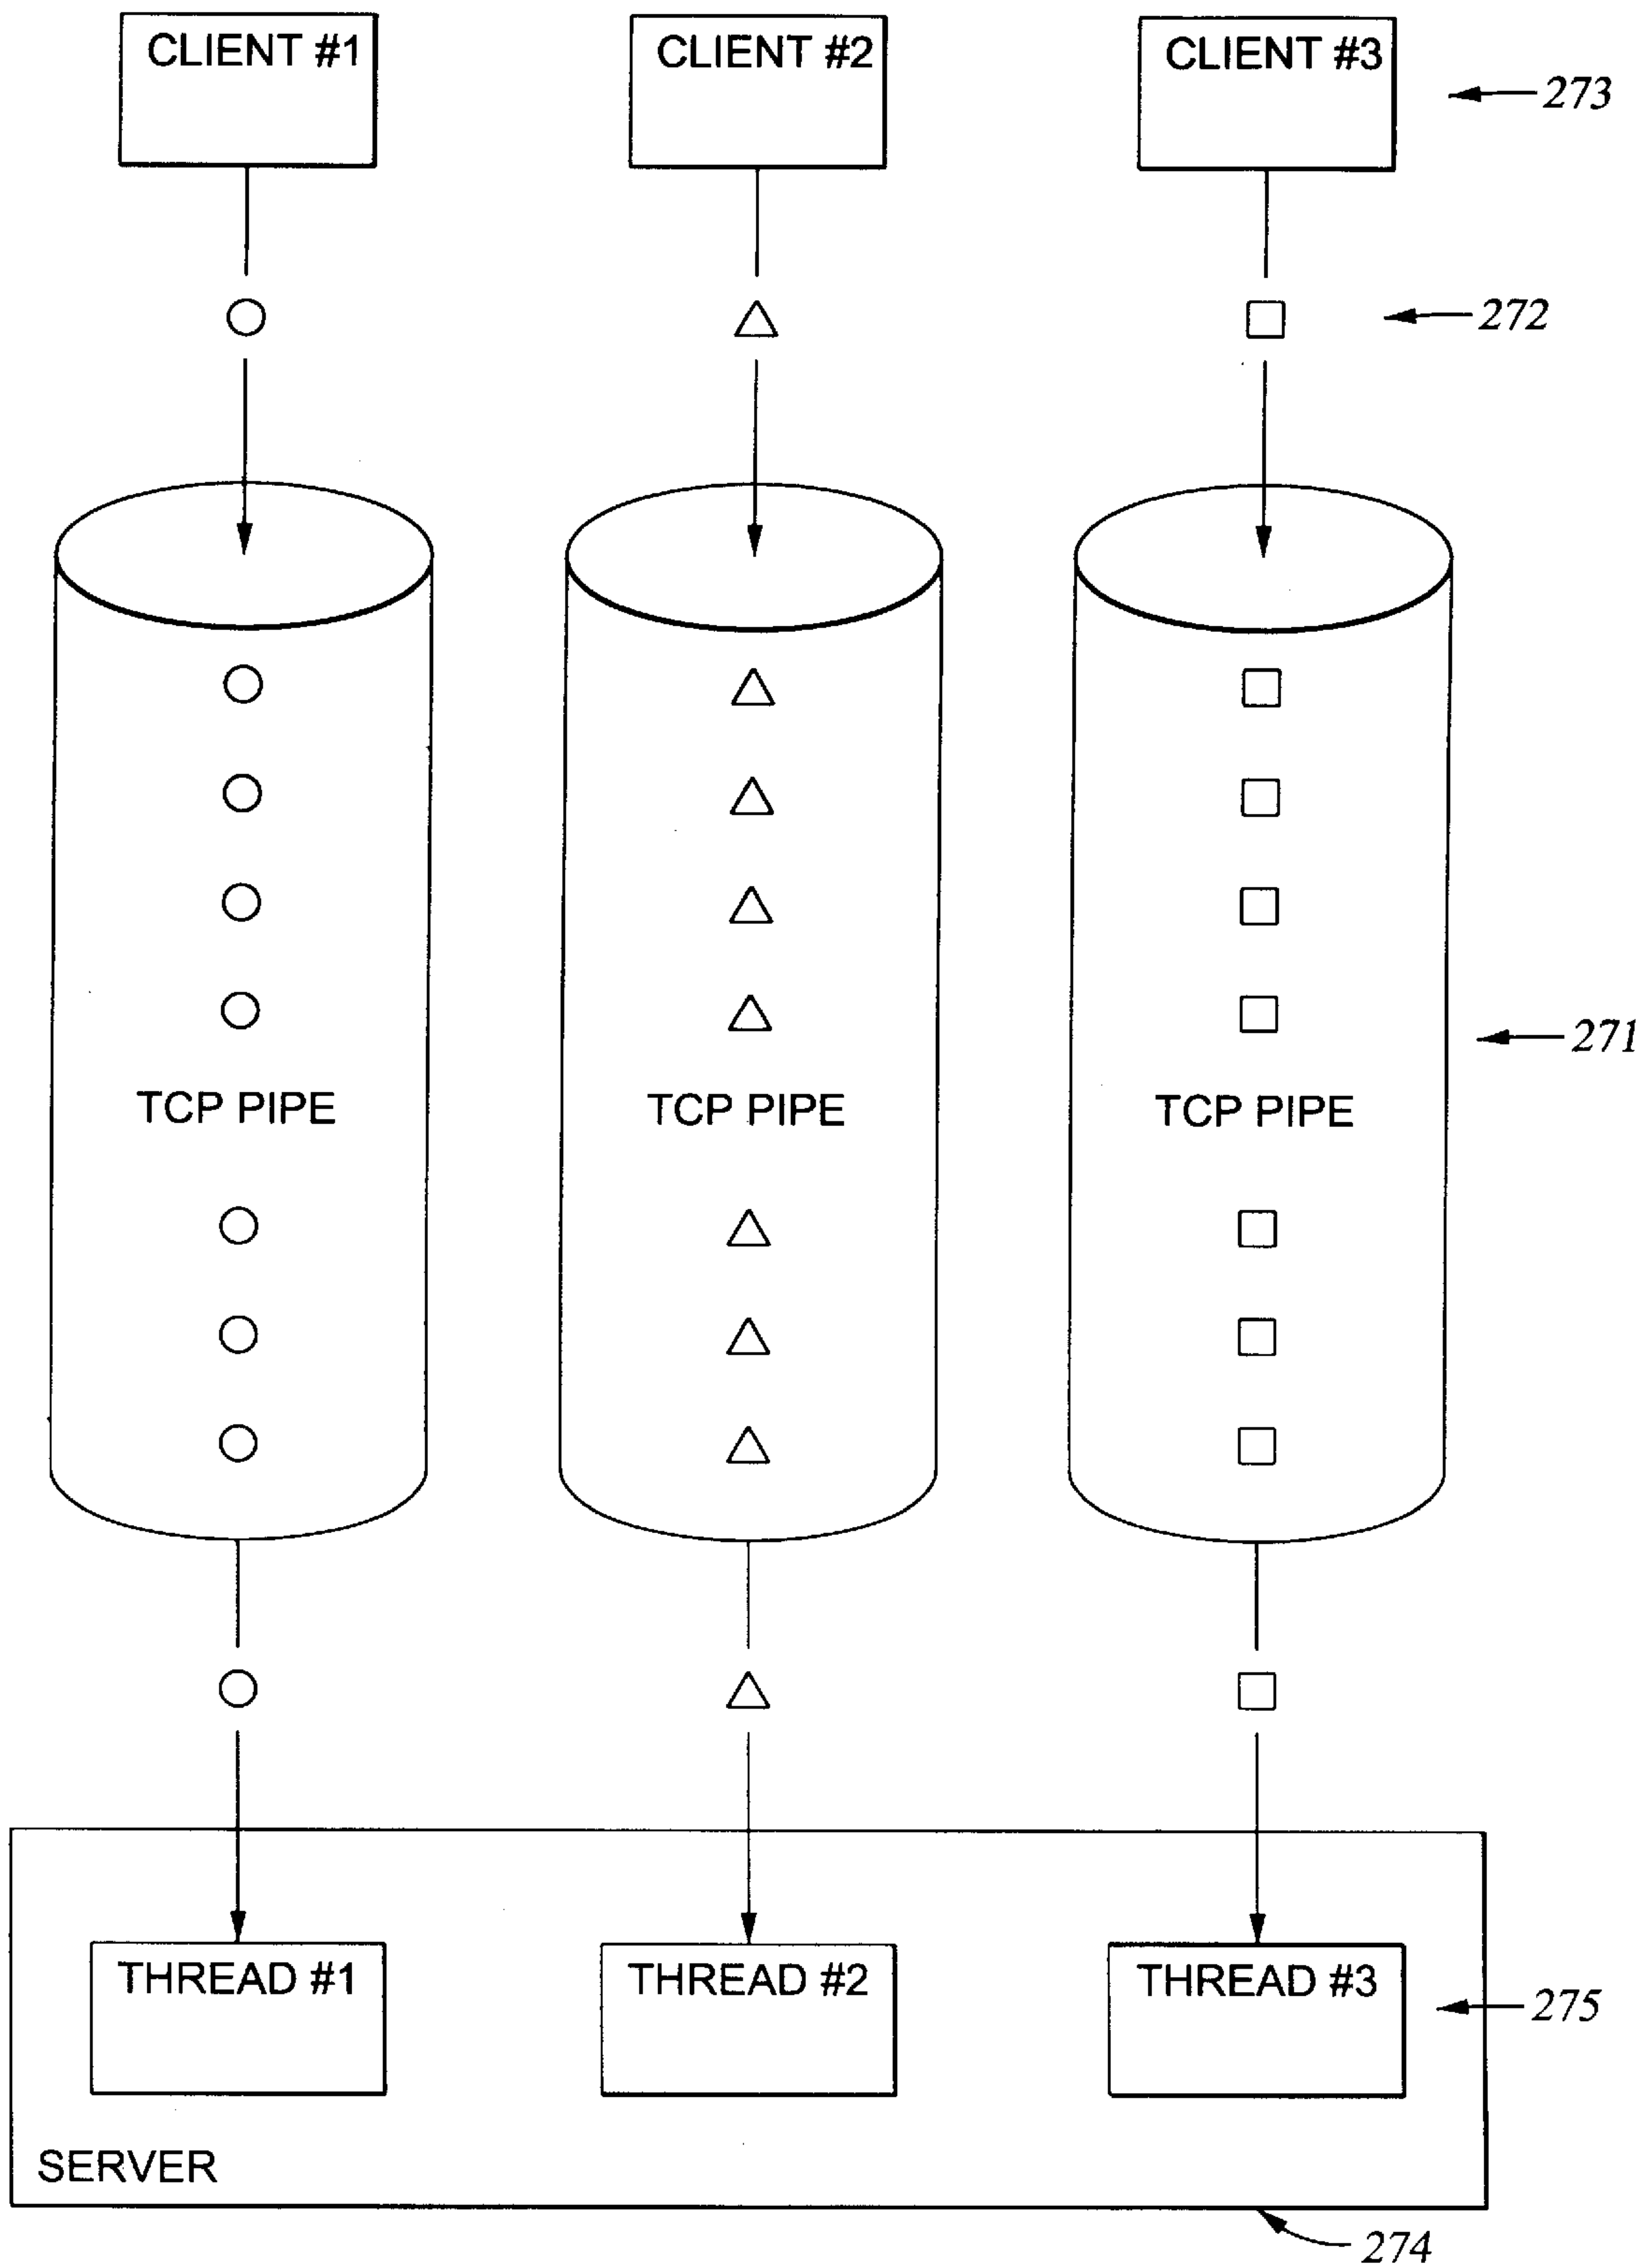 CLIENT #1 CLIENT #2 CLIENT #3
273
272
271
TCP PIPE TCP PIPE TCP PIPE
THREAD #1 THREAD #2 THREAD #3
275
SERVER
274